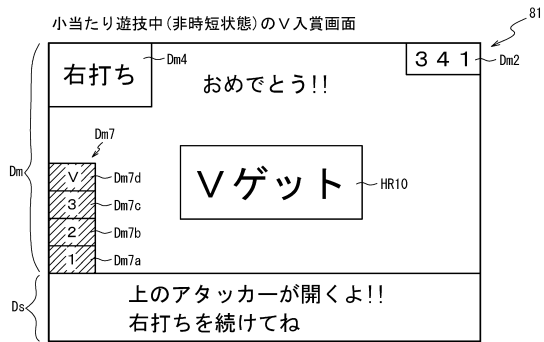 小当たり遊技中(非時短状態)のV入賞画面
81
右打ち
Dm4
おめでとう!!
341
Dm2
Dm7
Dm
Vゲット
HR10
V
Dm7d
3
Dm7c
2
Dm7b
1
Dm7a
Ds
上のアタッカーが開くよ!!
右打ちを続けてね